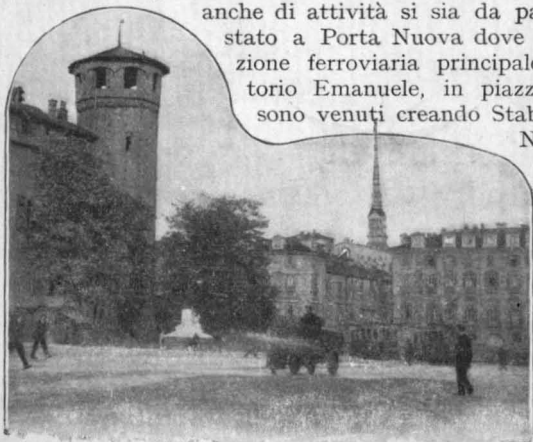 anche di attività si sia da pa
stato a Porta Nuova dove
zione ferroviaria principal
torio Emanuele, in piazz
sono venuti creando Stab
N